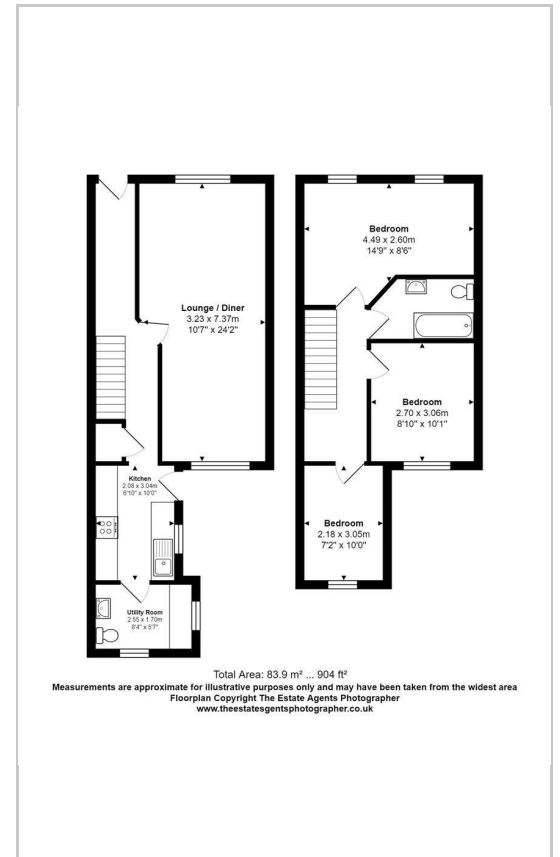 Lounge / Diner
3.23 x 7.37m
10'7" x 24'2"
Kitchen
2.08 x 3.04m
6'10" x 10'0"
Utility Room
2.55 x 1.70m
8'4" x 5'7"
Bedroom
4.49 x 2.60m
14'9" x 8'6"
Bedroom
2.70 x 3.06m
8'10" x 10'1"
Bedroom
2.18 x 3.05m
7'2" x 10'0"
Total Area: 83.9 m² ... 904 ft²
Measurements are approximate for illustrative purposes only and may have been taken from the widest area
Floorplan Copyright The Estate Agents Photographer
www.theestatesgentsphotographer.co.uk